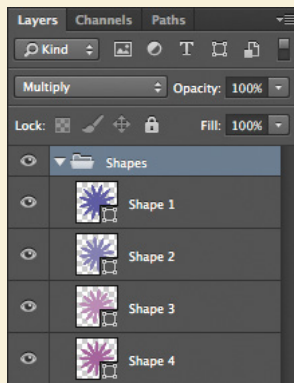 Layers Channels Paths
Kind T
Multiply Opacity: 100%
Lock: Fill: 100%
Shapes
Shape 1
Shape 2
Shape 3
Shape 4